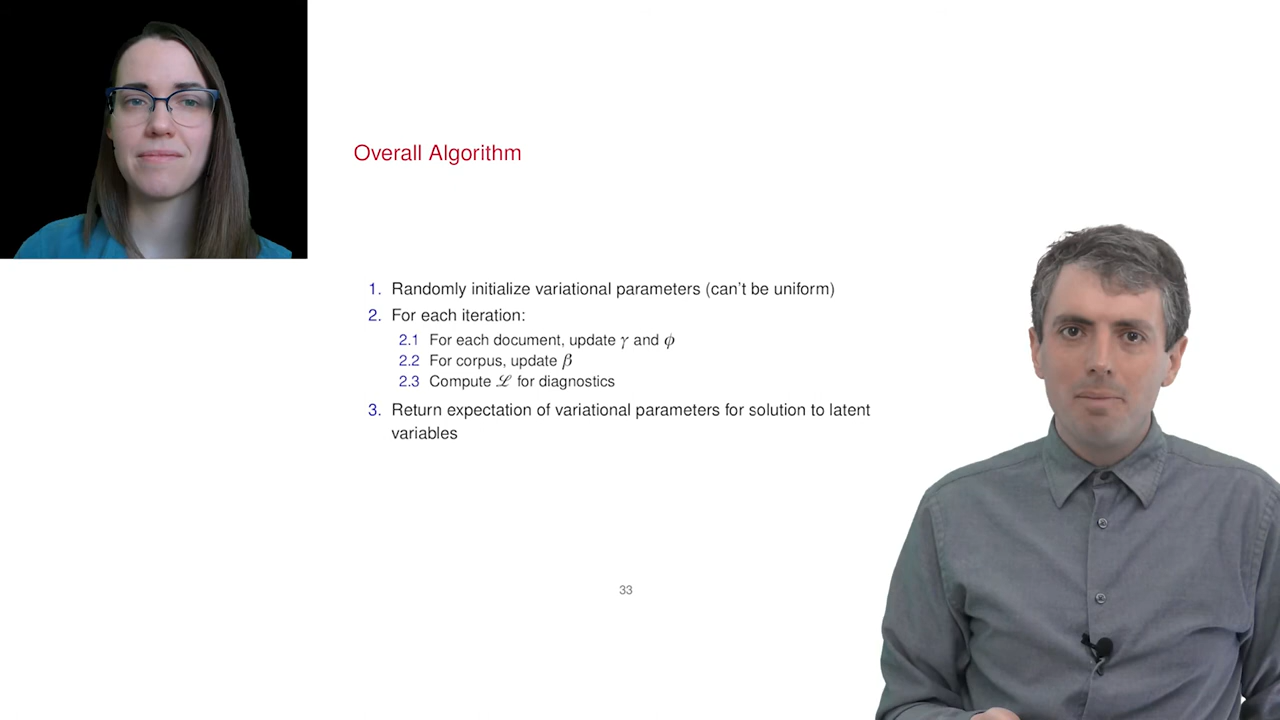 Overall Algorithm
1. Randomly initialize variational parameters (can't be uniform)
2. For each iteration:
2.1 For each document, update γ and ϕ
2.2 For corpus, update β
2.3 Compute ℒ for diagnostics
3. Return expectation of variational parameters for solution to latent
variables
33